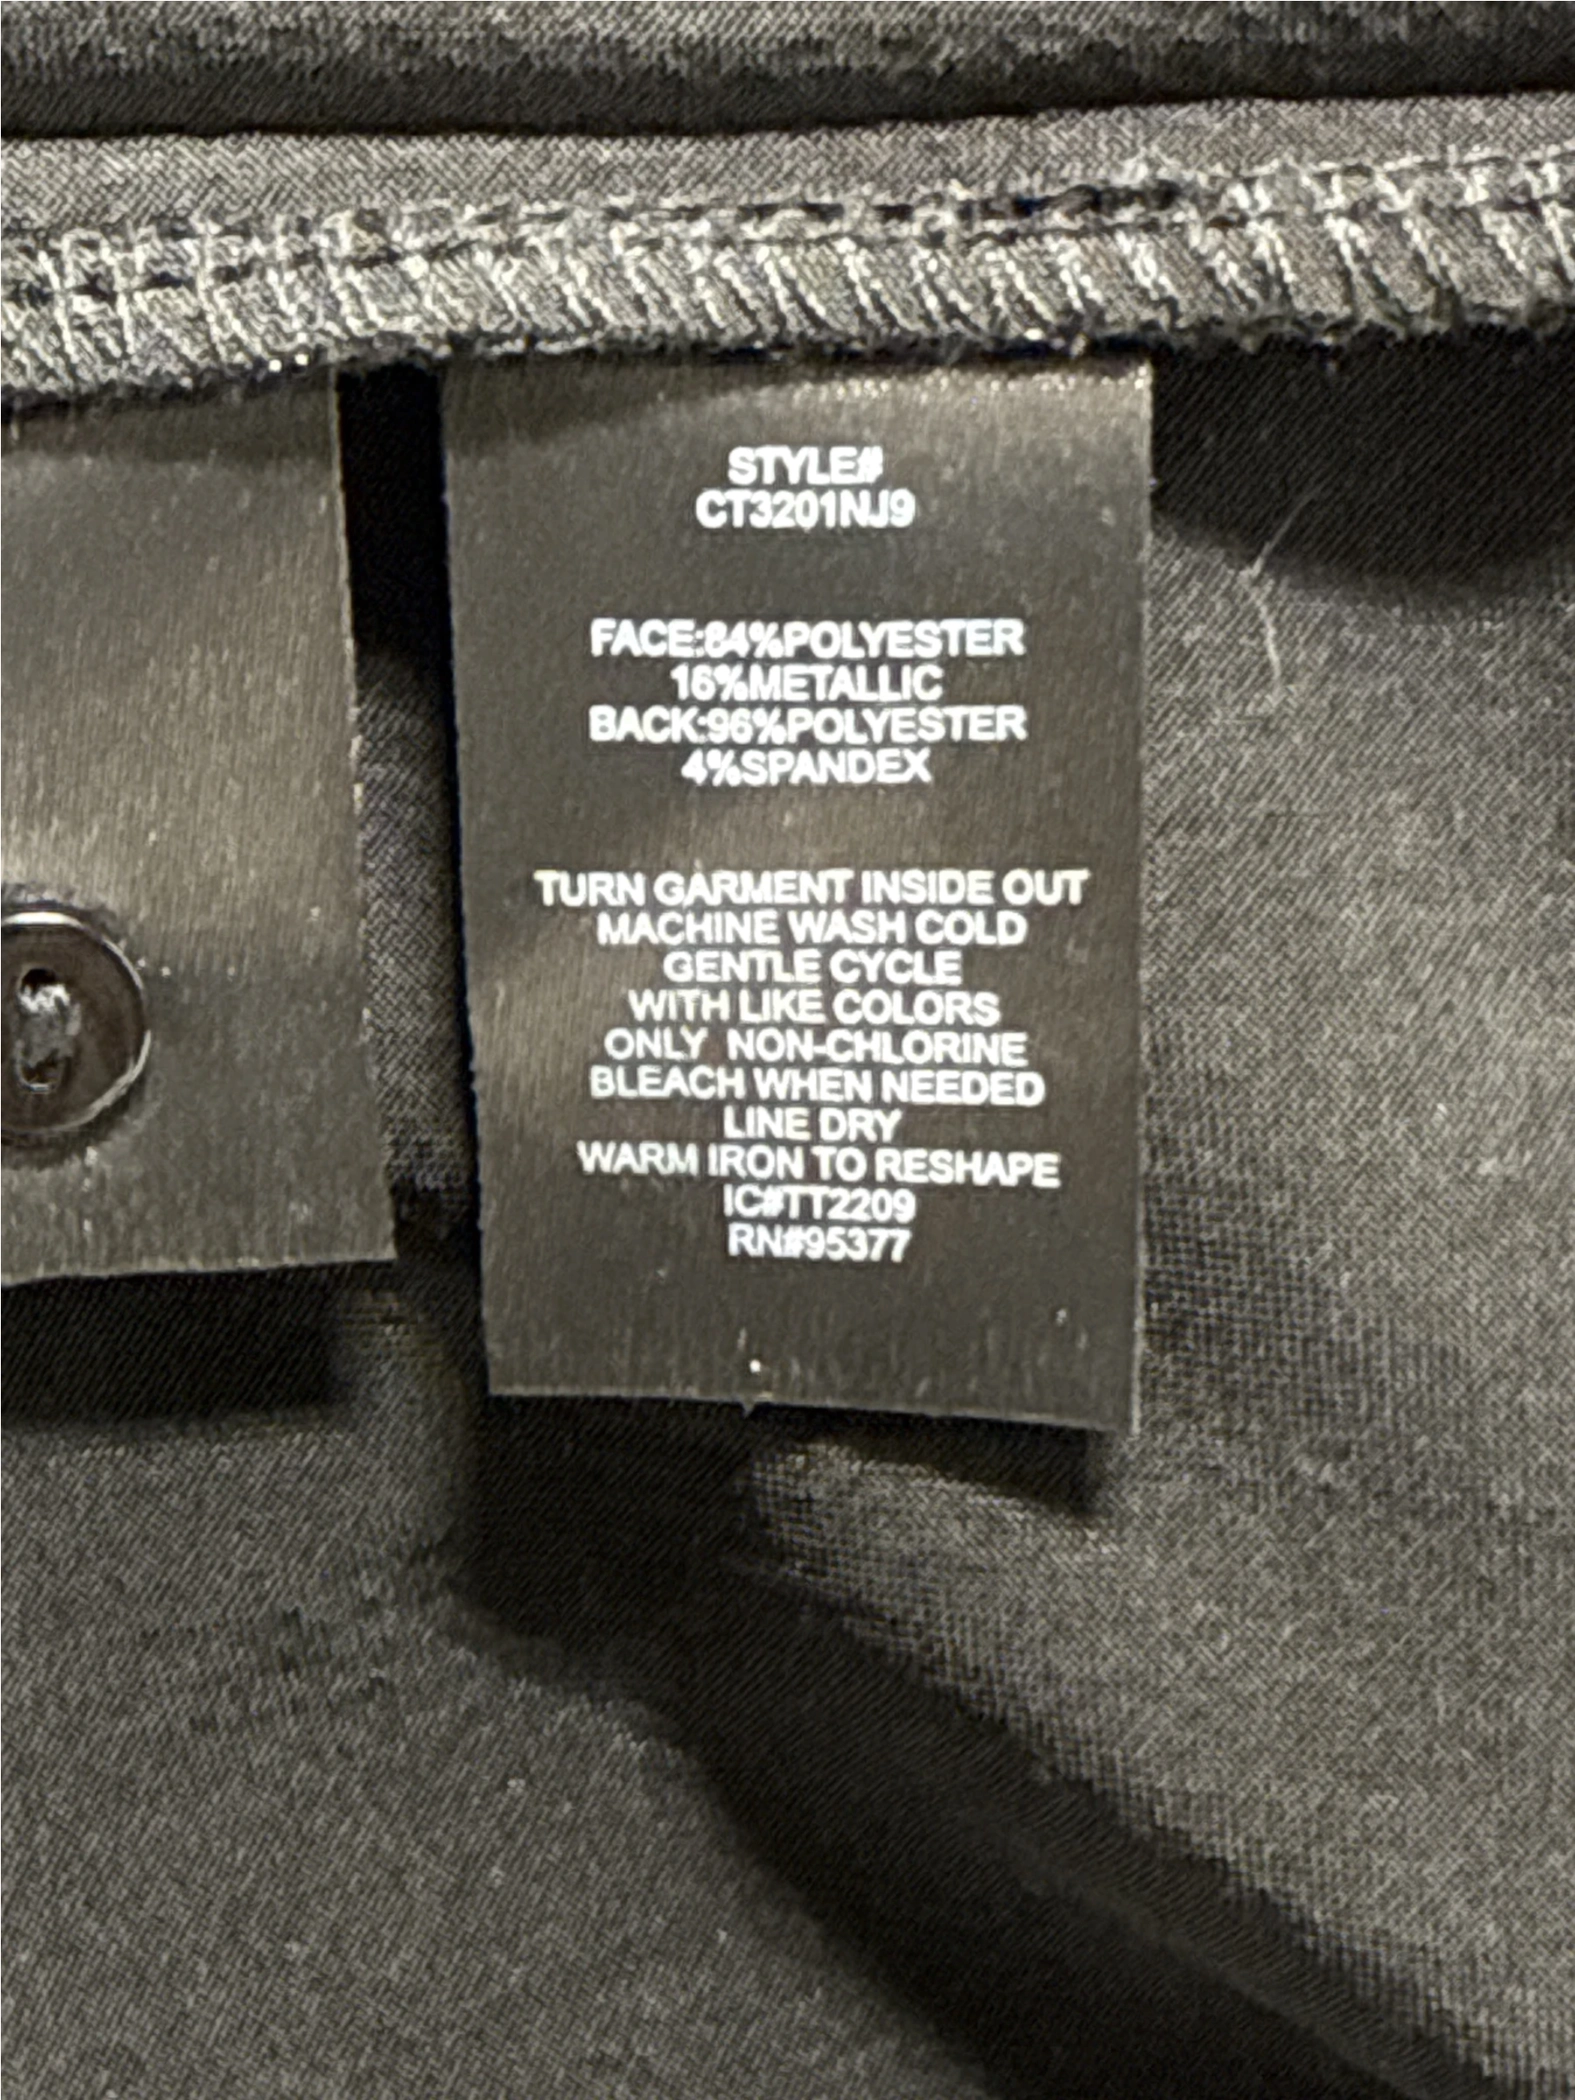 STYLE#
CT3201NJ9
FACE:84%POLYESTER
16%METALLIC
BACK:96%POLYESTER
4%SPANDEX
TURN GARMENT INSIDE OUT
MACHINE WASH COLD
GENTLE CYCLE
WITH LIKE COLORS
ONLY NON-CHLORINE
BLEACH WHEN NEEDED
LINE DRY
WARM IRON TO RESHAPE
IC#TT2209
RN#95377